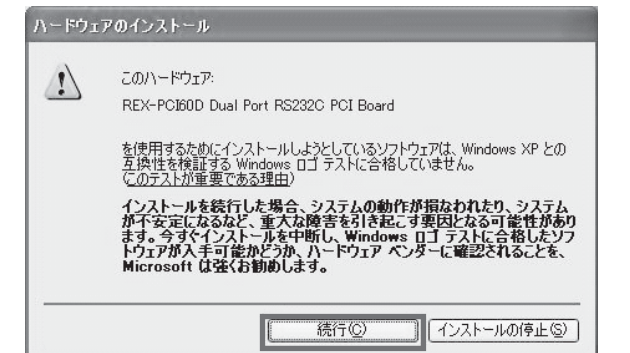 ハードウェアのインストール
このハードウェア:
REX-PCI60D Dual Port RS232C PCI Board
を使用するためにインストールしようとしているソフトウェアは、Windows XP との
互換性を検証する Windows ロゴ テストに合格していません。
(このテストが重要である理由)
インストールを続行した場合、システムの動作が損なわれたり、システム
が不安定になるなど、重大な障害を引き起こす要因となる可能性があり
ます。今すぐインストールを中断し、Windows ロゴ テストに合格したソフ
トウェアが入手可能かどうか、ハードウェア ベンダーに確認されることを、
Microsoft は強くお勧めします。
続行(C) インストールの停止(S)